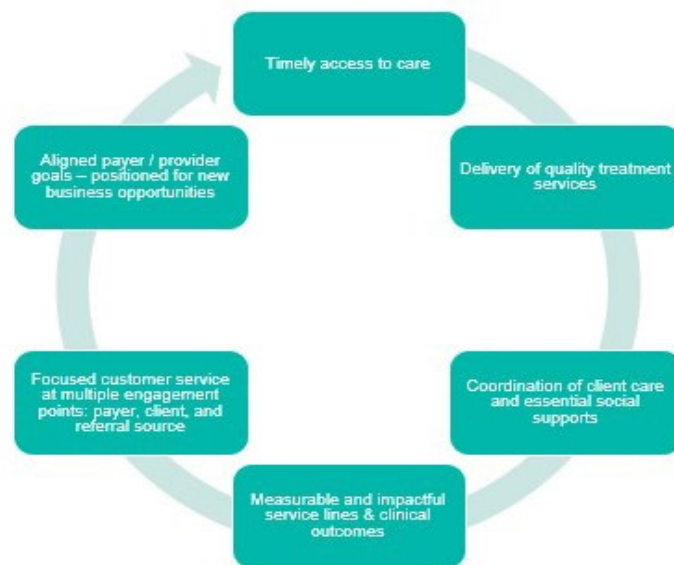 Timely access to care
Delivery of quality treatment
services
Coordination of client care
and essential social
supports
Measurable and impactful
service lines & clinical
outcomes
Focused customer service
at multiple engagement
points: payer, client, and
referral source
Aligned payer / provider
goals – positioned for new
business opportunities